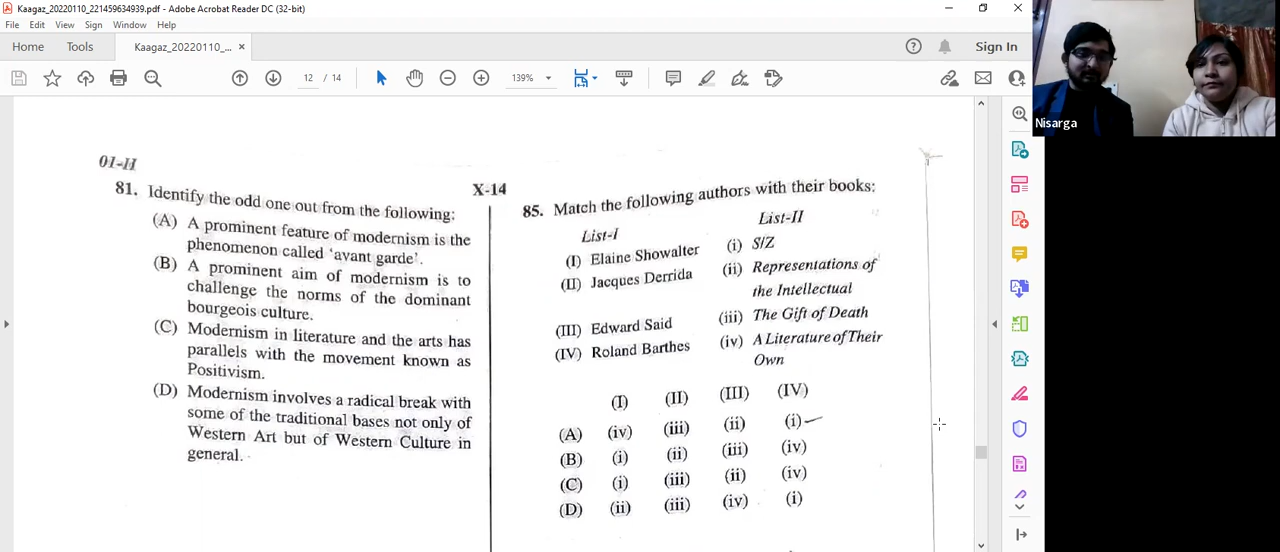 Kaagaz_20220110_221459634939.pdf - Adobe Acrobat Reader DC (32-bit)
File Edit View Sign Window Help
Home Tools Kaagaz_20220110_... × Sign In
12 / 14 139%
Nisarga
01-H
X-14
81. Identify the odd one out from the following:
(A) A prominent feature of modernism is the
phenomenon called ‘avant garde’.
(B) A prominent aim of modernism is to
challenge the norms of the dominant
bourgeois culture.
(C) Modernism in literature and the arts has
parallels with the movement known as
Positivism.
(D) Modernism involves a radical break with
some of the traditional bases not only of
Western Art but of Western Culture in
general.
85. Match the following authors with their books:
List-I List-II
(I) Elaine Showalter (i) S/Z
(II) Jacques Derrida (ii) Representations of
the Intellectual
(III) Edward Said (iii) The Gift of Death
(IV) Roland Barthes (iv) A Literature of Their
Own
(I) (II) (III) (IV)
(A) (iv) (iii) (ii) (i)
(B) (i) (ii) (iii) (iv)
(C) (i) (iii) (ii) (iv)
(D) (ii) (iii) (iv) (i)